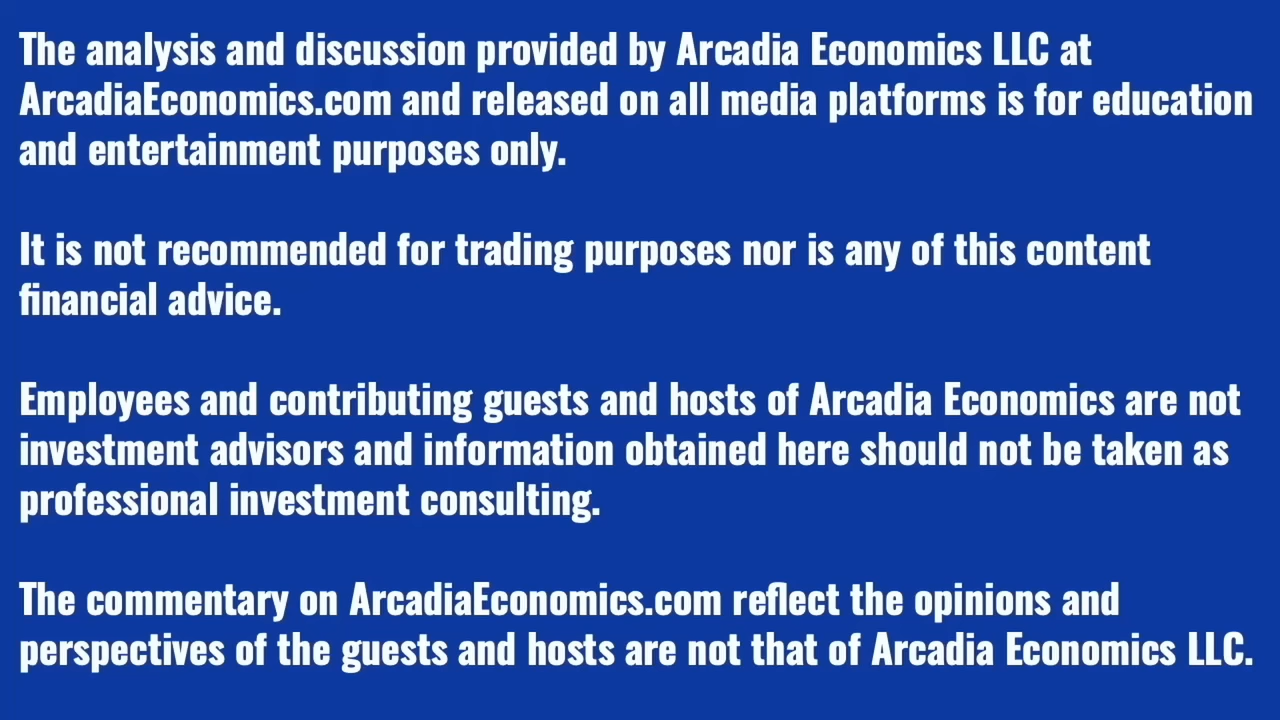 The analysis and discussion provided by Arcadia Economics LLC at
ArcadiaEconomics.com and released on all media platforms is for education
and entertainment purposes only.
It is not recommended for trading purposes nor is any of this content
financial advice.
Employees and contributing guests and hosts of Arcadia Economics are not
investment advisors and information obtained here should not be taken as
professional investment consulting.
The commentary on ArcadiaEconomics.com reflect the opinions and
perspectives of the guests and hosts are not that of Arcadia Economics LLC.